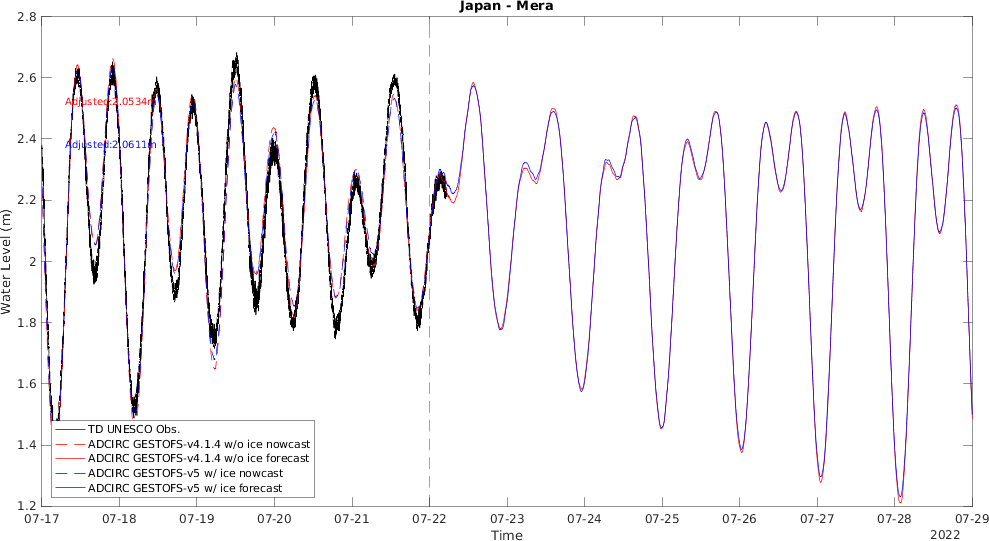 Japan - Mera
2.8
2.6
2.4
2.2
2
1.8
1.6
1.4
1.2
Water Level (m)
Adjusted:2.0534m
Adjusted:2.0611m
TD UNESCO Obs.
ADCIRC GESTOFS-v4.1.4 w/o ice nowcast
ADCIRC GESTOFS-v4.1.4 w/o ice forecast
ADCIRC GESTOFS-v5 w/ ice nowcast
ADCIRC GESTOFS-v5 w/ ice forecast
07-17 07-18 07-19 07-20 07-21 07-22 07-23 07-24 07-25 07-26 07-27 07-28 07-29
Time
2022